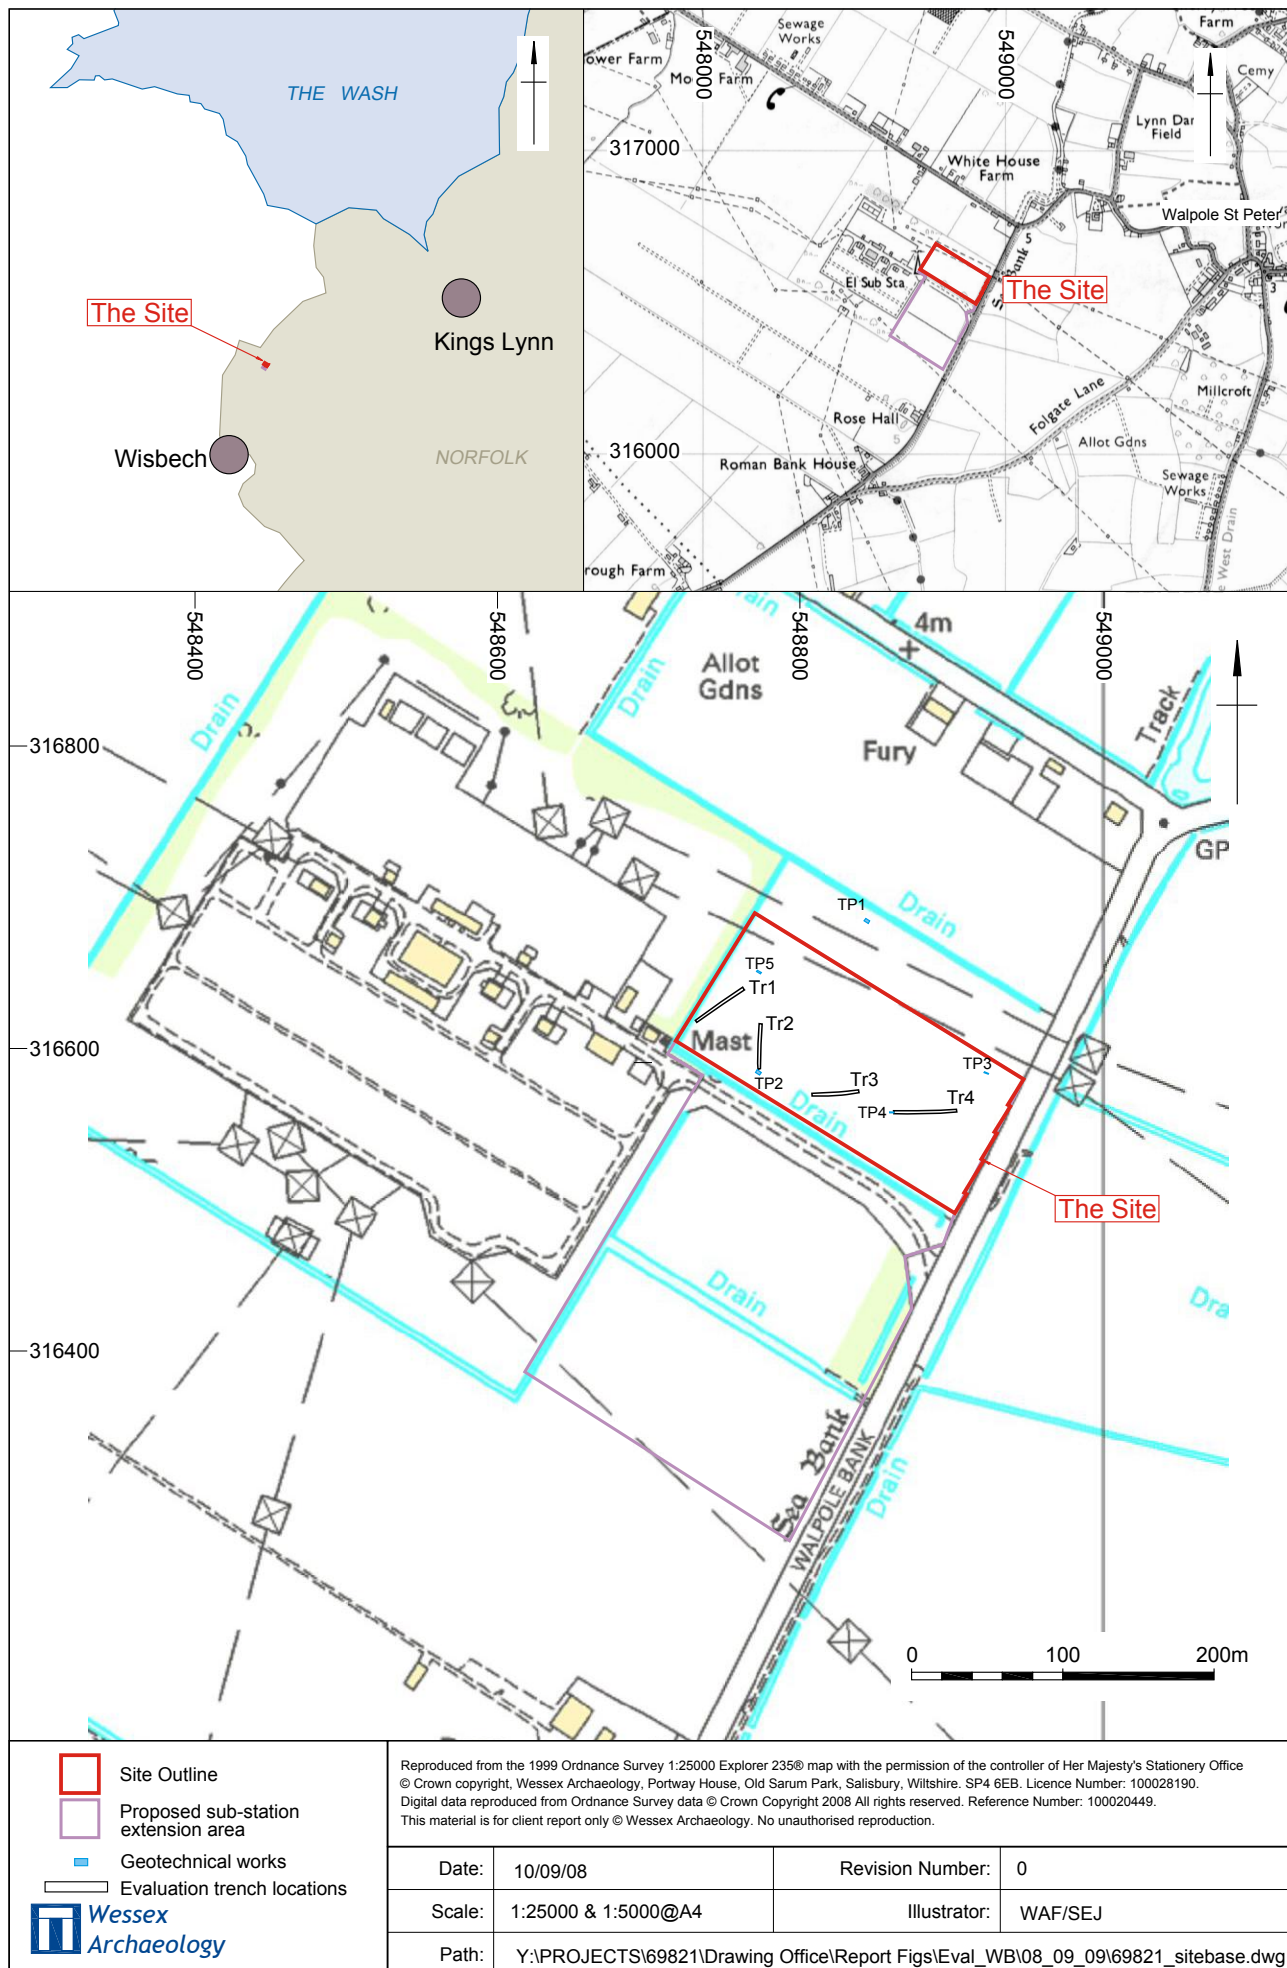 THE WASH
The Site
Kings Lynn
Wisbech
NORFOLK
548000
549000
317000
316000
Sewage
Works
ower Farm
Farm
Farm
Cemy
Field
White House
Farm
Walpole St Peter
El Sub Sta
The Site
Rose Hall
5
5
3
Folgate Lane
Millcroft
Allot Gdns
Roman Bank House
Sewage
Works
rough Farm
e West Drain
548400
548600
548800
549000
316800
316600
316400
Drain
Drain
Allot
Gdns
4m
Fury
Track
GP
Drain
Drain
TP1
TP5
Tr1
Tr2
Mast
TP2
Tr3
TP3
Drain
TP4
Tr4
The Site
Drain
Dra
Sea Bank
WALPOLE BANK
Drain
0 100 200m
Site Outline
Proposed sub-station
extension area
Geotechnical works
Evaluation trench locations
Wessex
Archaeology
Reproduced from the 1999 Ordnance Survey 1:25000 Explorer 235® map with the permission of the controller of Her Majesty's Stationery Office
© Crown copyright, Wessex Archaeology, Portway House, Old Sarum Park, Salisbury, Wiltshire. SP4 6EB. Licence Number: 100028190.
Digital data reproduced from Ordnance Survey data © Crown Copyright 2008 All rights reserved. Reference Number: 100020449.
This material is for client report only © Wessex Archaeology. No unauthorised reproduction.
Date: 10/09/08 Revision Number: 0
Scale: 1:25000 & 1:5000@A4 Illustrator: WAF/SEJ
Path: Y:\PROJECTS\69821\Drawing Office\Report Figs\Eval_WB\08_09_09\69821_sitebase.dwg